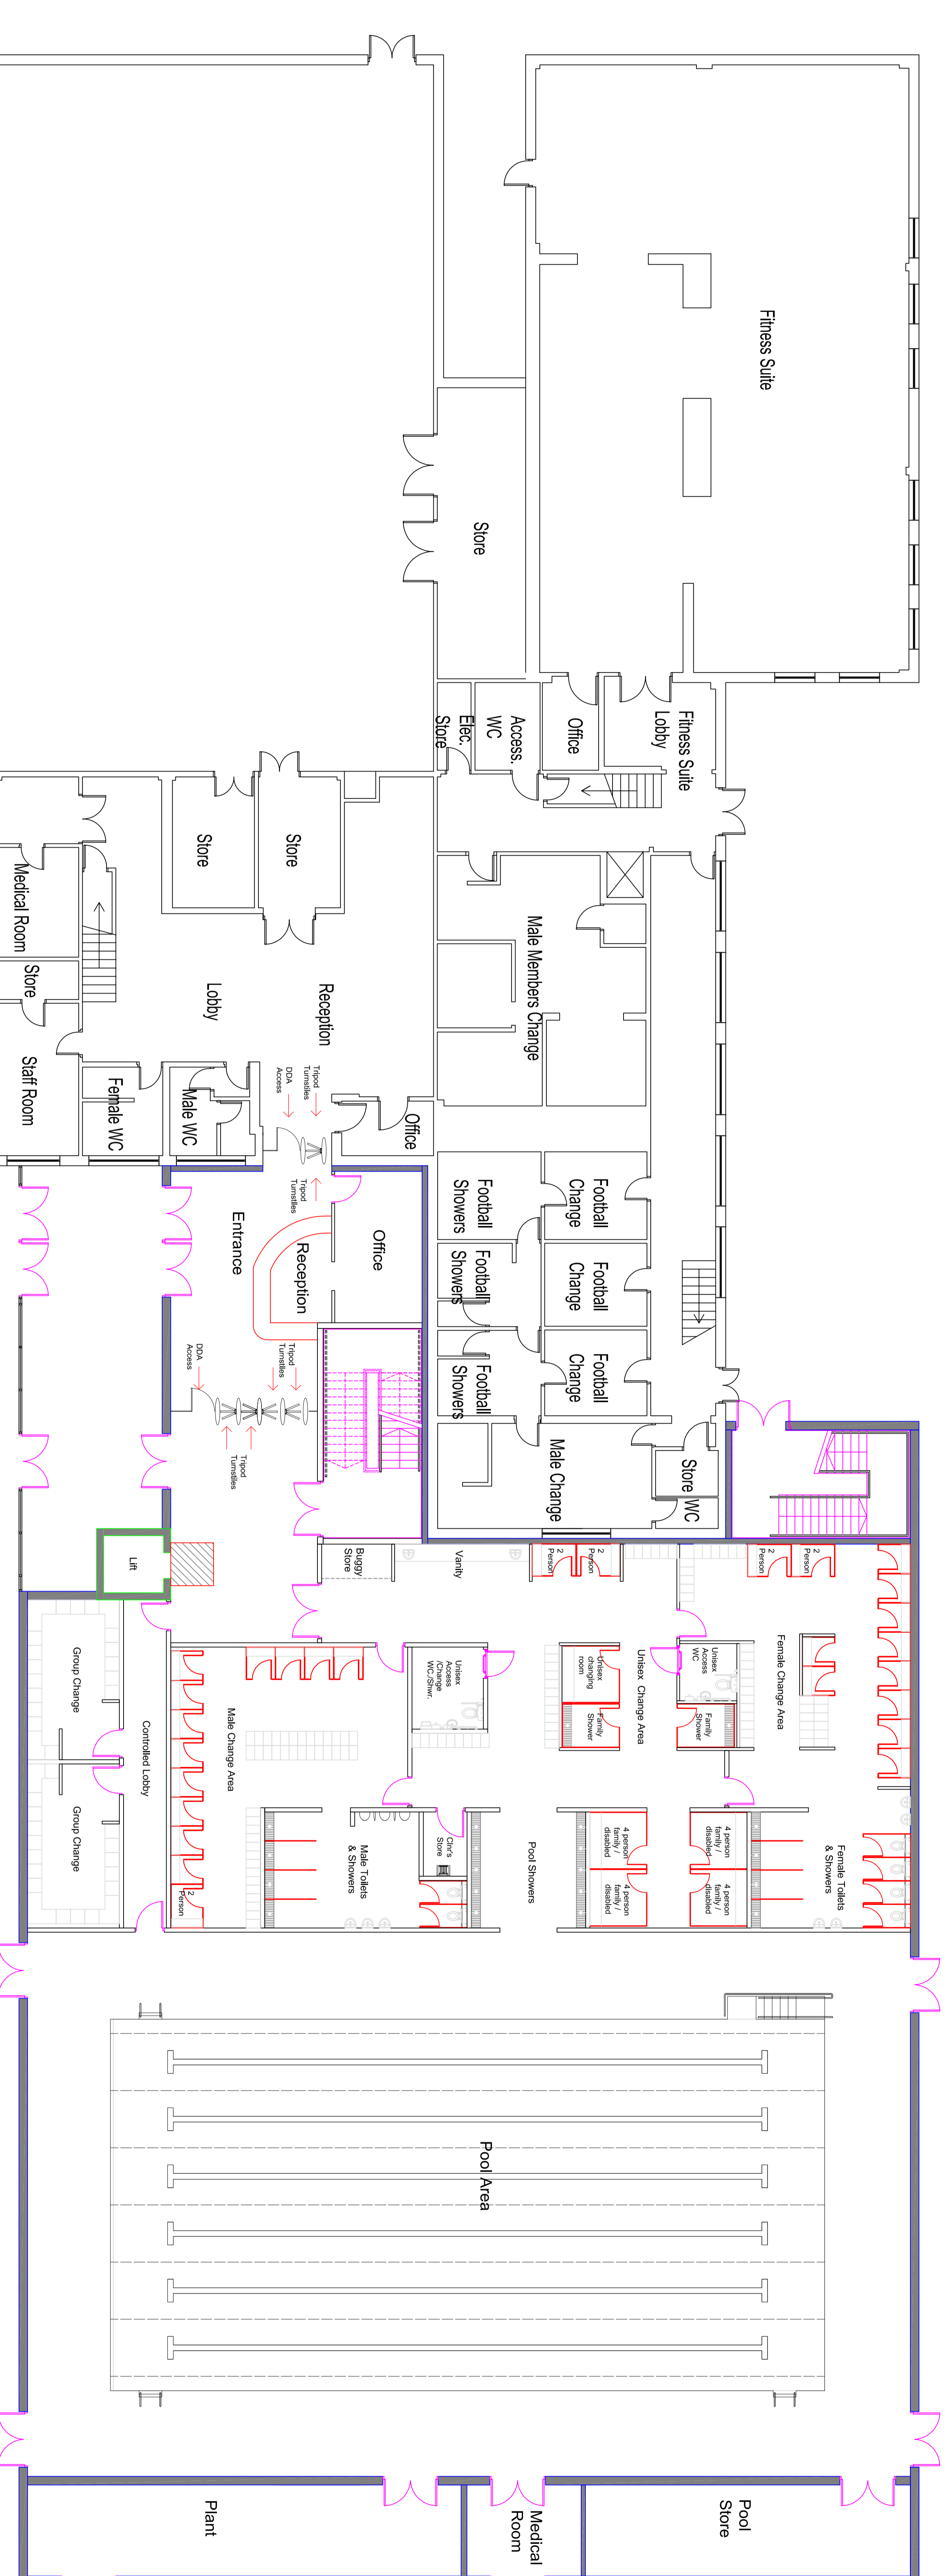 Fitness Suite
Store
Fitness Suite
Lobby
Office
Access.
WC
Elec.
Store
Store
Store
Medical Room
Store
Staff Room
Lobby
Reception
Male Members Change
Female WC
Male WC
Tripod
Turnstiles
DDA
Access
Office
Tripod
Turnstiles
Football
Change
Football
Showers
Football
Change
Football
Showers
Football
Change
Football
Showers
Office
Reception
Entrance
Tripod
Turnstiles
DDA
Access
Tripod
Turnstiles
Male Change
Store
WC
Lift
Buggy
Store
Vanity
2
Person
2
Person
2
Person
2
Person
Group Change
Controlled Lobby
Group Change
Male Change Area
2
Person
Unisex
Access
/Change
WC./Shwr.
Unisex
changing
room
Family
Shower
Unisex Change Area
Unisex
Access
WC
Family
Shower
Female Change Area
Male Toilets
& Showers
Clnr's
Store
Pool Showers
4 person
family /
disabled
4 person
family /
disabled
4 person
family /
disabled
4 person
family /
disabled
Female Toilets
& Showers
Pool Area
Plant
Medical
Room
Pool
Store